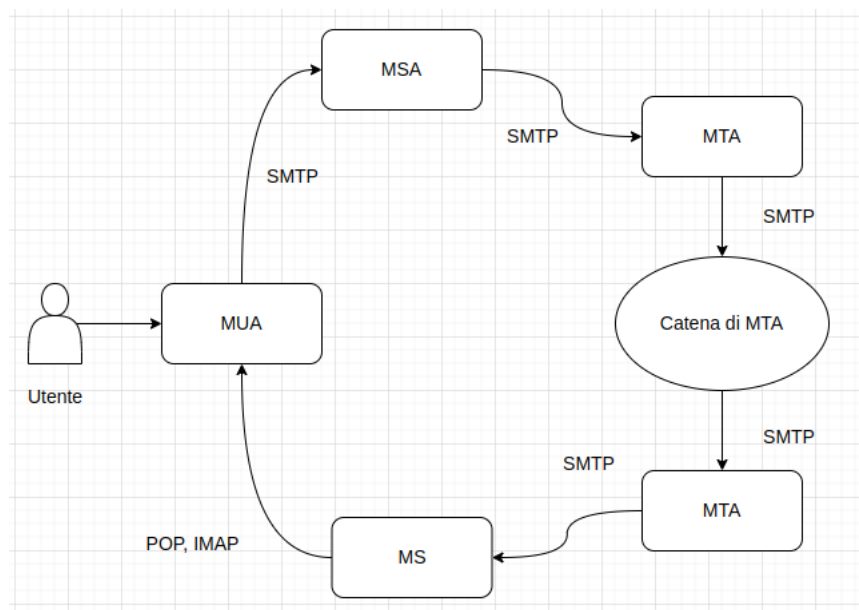 MSA
SMTP
MTA
SMTP
SMTP
MUA
Catena di MTA
Utente
SMTP
SMTP
MTA
POP, IMAP
MS